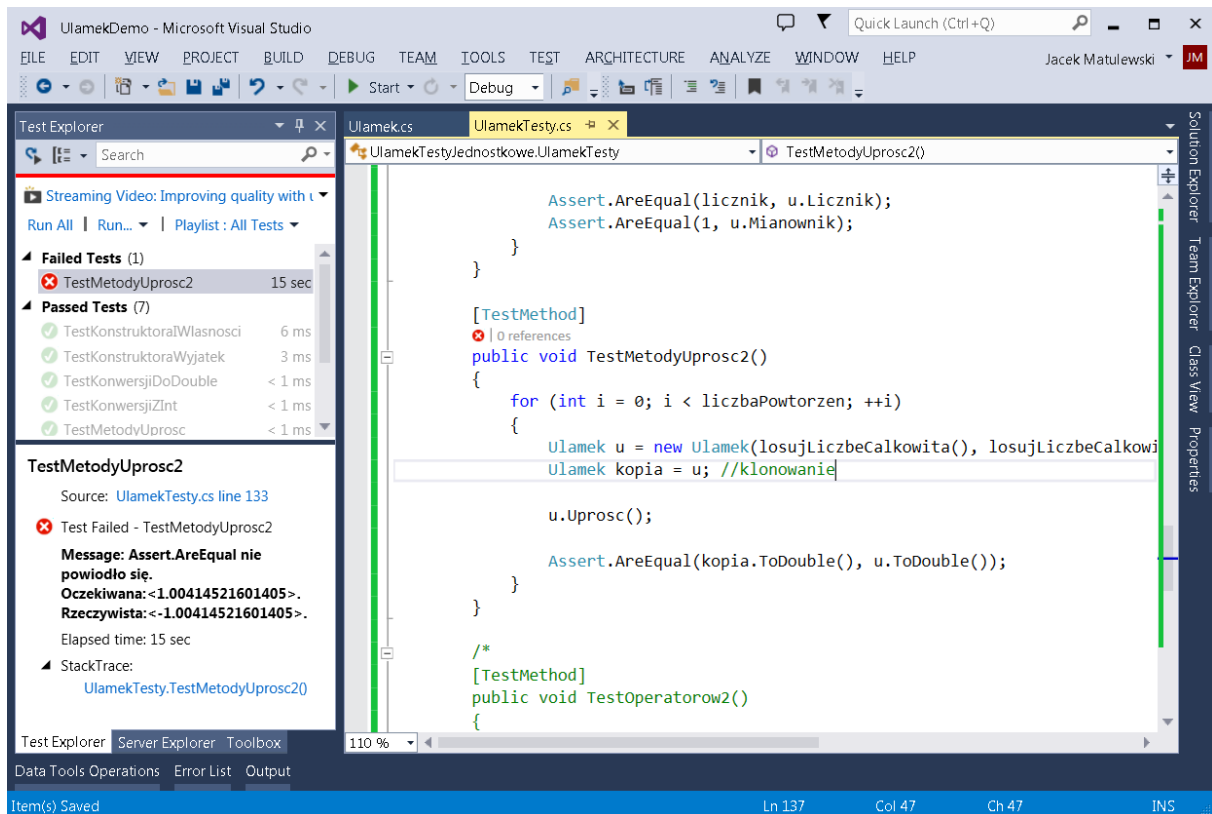 UlamekDemo - Microsoft Visual Studio
Quick Launch (Ctrl+Q)
FILE EDIT VIEW PROJECT BUILD DEBUG TEAM TOOLS TEST ARCHITECTURE ANALYZE WINDOW HELP
Jacek Matulewski JM
Start Debug
Test Explorer
Search
Streaming Video: Improving quality with
Run All | Run... | Playlist : All Tests
Failed Tests (1)
TestMetodyUprosc2 15 sec
Passed Tests (7)
TestKonstruktoraIWlasnosci 6 ms
TestKonstruktoraWyjatek 3 ms
TestKonwersjiDoDouble < 1 ms
TestKonwersjiZInt < 1 ms
TestMetodyUprosc < 1 ms
TestMetodyUprosc2
Source: UlamekTesty.cs line 133
Test Failed - TestMetodyUprosc2
Message: Assert.AreEqual nie
powiodło się.
Oczekiwana:<1.00414521601405>.
Rzeczywista:<-1.00414521601405>.
Elapsed time: 15 sec
StackTrace:
UlamekTesty.TestMetodyUprosc2()
Test Explorer Server Explorer Toolbox
Ulamek.cs UlamekTesty.cs
UlamekTestyJednostkowe.UlamekTesty TestMetodyUprosc2()
Assert.AreEqual(licznik, u.Licznik);
Assert.AreEqual(1, u.Mianownik);
}
}
[TestMethod]
| 0 references
public void TestMetodyUprosc2()
{
for (int i = 0; i < liczbaPowtorzen; ++i)
{
Ulamek u = new Ulamek(losujLiczbeCalkowita(), losujLiczbeCalkowi
Ulamek kopia = u; //klonowanie
u.Uprosc();
Assert.AreEqual(kopia.ToDouble(), u.ToDouble());
}
}
/*
[TestMethod]
public void TestOperatorow2()
{
110 %
Solution Explorer
Team Explorer
Class View
Properties
Data Tools Operations Error List Output
Item(s) Saved Ln 137 Col 47 Ch 47 INS